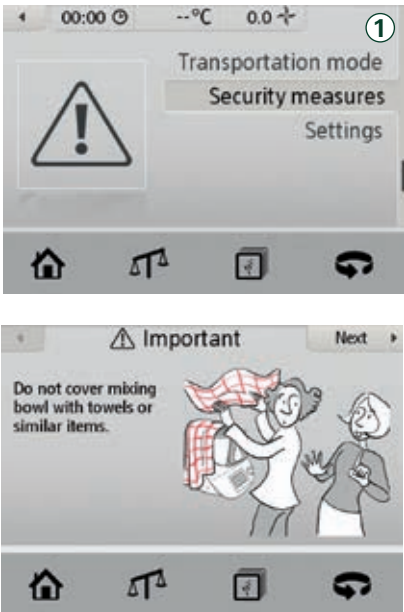 00:00 --°C 0.0
1
Transportation mode
Security measures
Settings
Important
Next
Do not cover mixing
bowl with towels or
similar items.